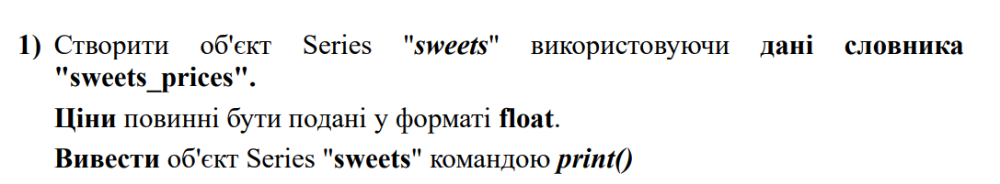 1) Створити об'єкт Series "sweets" використовуючи дані словника
"sweets_prices".
Ціни повинні бути подані у форматі float.
Вивести об'єкт Series "sweets" командою print()